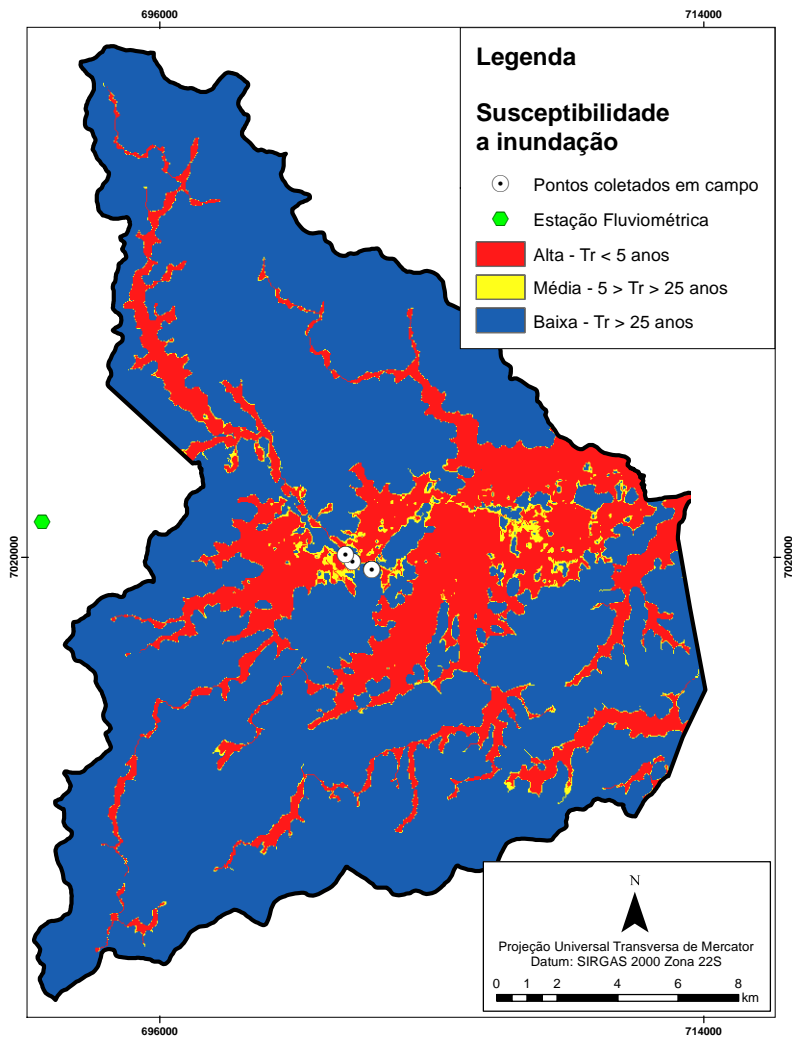 696000
714000
Legenda
Susceptibilidade
a inundação
Pontos coletados em campo
Estação Fluviométrica
Alta - Tr < 5 anos
Média - 5 > Tr > 25 anos
Baixa - Tr > 25 anos
7020000
7020000
N
Projeção Universal Transversa de Mercator
Datum: SIRGAS 2000 Zona 22S
0 1 2 4 6 8
km
696000
714000